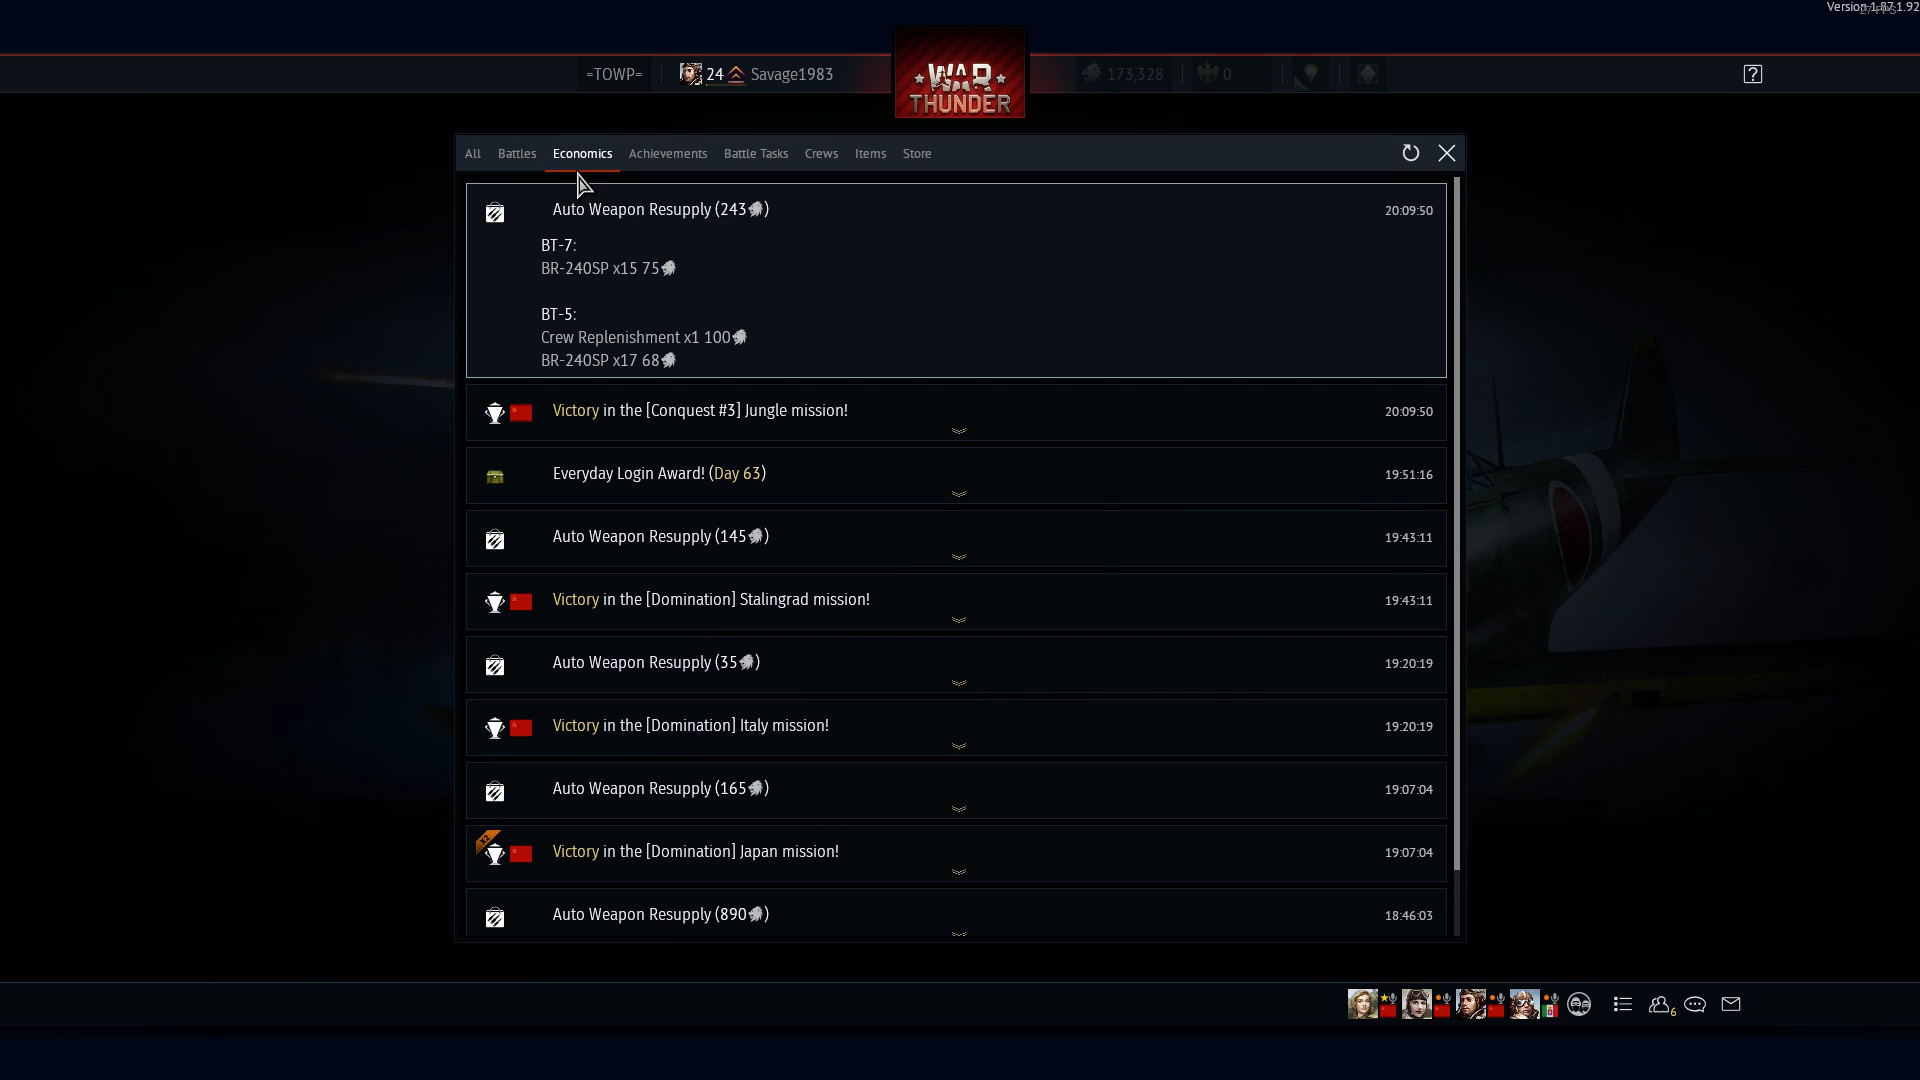 Version 1.87.1.92
=TOWP=
24
Savage1983
WAR
THUNDER
173,328
0
?
All Battles Economics Achievements Battle Tasks Crews Items Store
Auto Weapon Resupply (243)
20:09:50
BT-7:
BR-240SP x15 75
BT-5:
Crew Replenishment x1 100
BR-240SP x17 68
Victory in the [Conquest #3] Jungle mission!
20:09:50
Everyday Login Award! (Day 63)
19:51:16
Auto Weapon Resupply (145)
19:43:11
Victory in the [Domination] Stalingrad mission!
19:43:11
Auto Weapon Resupply (35)
19:20:19
Victory in the [Domination] Italy mission!
19:20:19
Auto Weapon Resupply (165)
19:07:04
Victory in the [Domination] Japan mission!
19:07:04
Auto Weapon Resupply (890)
18:46:03
6